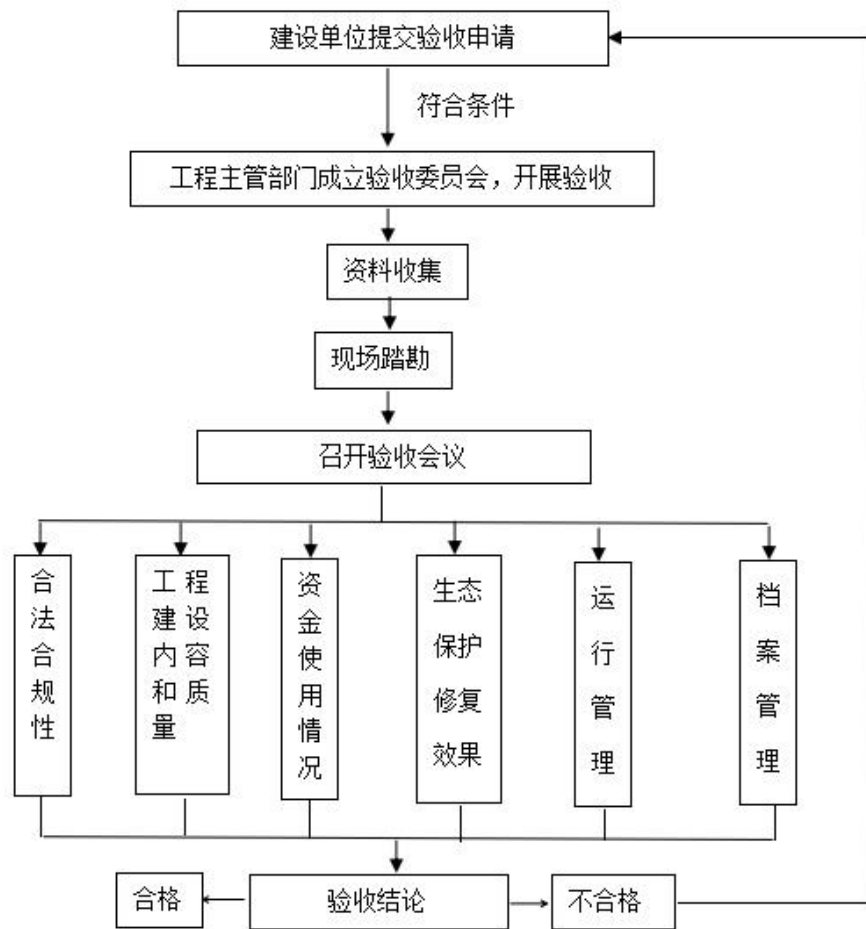 建设单位提交验收申请
符合条件
工程主管部门成立验收委员会，开展验收
资料收集
现场踏勘
召开验收会议
合法合规性
工程
建设
内容
和质
量
资金使用情况
生态
保护
修复
效果
运行管理
档案管理
合格
验收结论
不合格